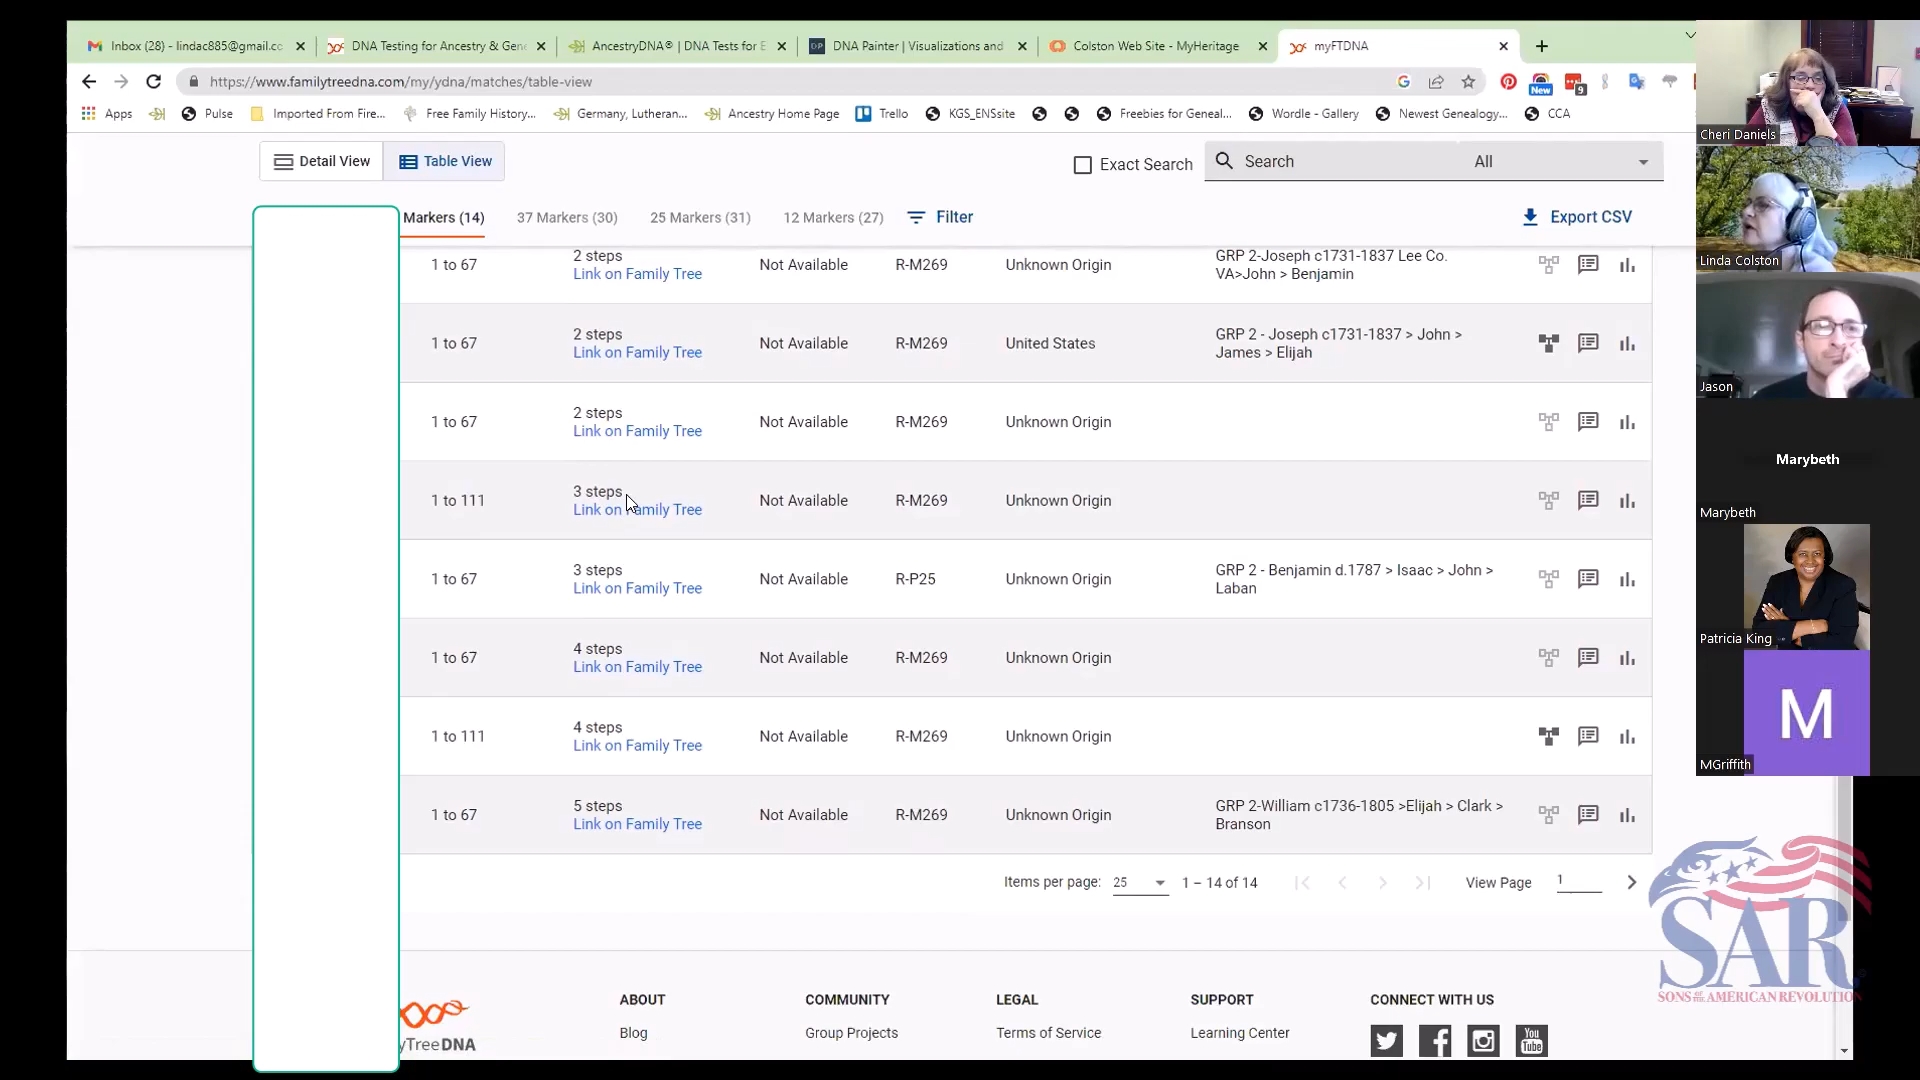 Inbox (28) - lindac885@gmail.co
DNA Testing for Ancestry & Gene
AncestryDNA® | DNA Tests for E
DNA Painter | Visualizations and
Colston Web Site - MyHeritage
myFTDNA
https://www.familytreedna.com/my/ydna/matches/table-view
New
9
Apps
Pulse
Imported From Fire...
Free Family History...
Germany, Lutheran...
Ancestry Home Page
Trello
KGS_ENSsite
Freebies for Geneal...
Wordle - Gallery
Newest Genealogy...
CCA
Detail View
Table View
Exact Search
Search
All
Markers (14)
37 Markers (30)
25 Markers (31)
12 Markers (27)
Filter
Export CSV
1 to 67
2 steps
Link on Family Tree
Not Available
R-M269
Unknown Origin
GRP 2-Joseph c1731-1837 Lee Co.
VA>John > Benjamin
1 to 67
2 steps
Link on Family Tree
Not Available
R-M269
United States
GRP 2 - Joseph c1731-1837 > John >
James > Elijah
1 to 67
2 steps
Link on Family Tree
Not Available
R-M269
Unknown Origin
1 to 111
3 steps
Link on Family Tree
Not Available
R-M269
Unknown Origin
1 to 67
3 steps
Link on Family Tree
Not Available
R-P25
Unknown Origin
GRP 2 - Benjamin d.1787 > Isaac > John >
Laban
1 to 67
4 steps
Link on Family Tree
Not Available
R-M269
Unknown Origin
1 to 111
4 steps
Link on Family Tree
Not Available
R-M269
Unknown Origin
1 to 67
5 steps
Link on Family Tree
Not Available
R-M269
Unknown Origin
GRP 2-William c1736-1805 >Elijah > Clark >
Branson
Items per page:
25
1 – 14 of 14
View Page
1
yTreeDNA
ABOUT
Blog
COMMUNITY
Group Projects
LEGAL
Terms of Service
SUPPORT
Learning Center
CONNECT WITH US
You
Tube
Cheri Daniels
Linda Colston
Jason
Marybeth
Marybeth
Patricia King
M
MGriffith
SAR
SONS OF THE AMERICAN REVOLUTION